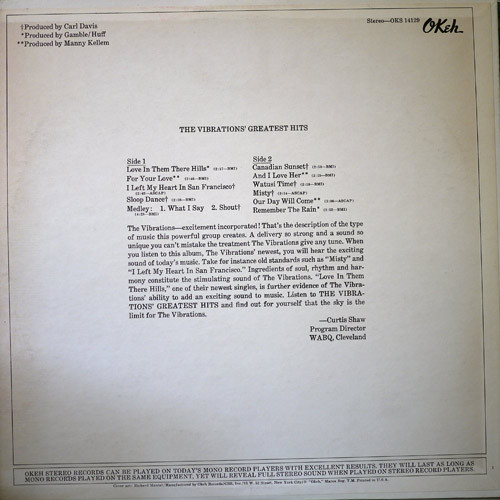 †Produced by Carl Davis
*Produced by Gamble/Huff
**Produced by Manny Kellem
Stereo—OKS 14129
OKeh
THE VIBRATIONS' GREATEST HITS
Side 1
Love In Them There Hills*
For Your Love**
I Left My Heart In San Francisco†
Sloop Dance†
Medley: 1. What I Say 2. Shout†
Side 2
Canadian Sunset†
And I Love Her**
Watusi Time†
Misty†
Our Day Will Come**
Remember The Rain*
The Vibrations—excitement incorporated! That's the description of the type
of music this powerful group creates. A delivery so strong and a sound so
unique you can't mistake the treatment The Vibrations give any tune. When
you listen to this album, The Vibrations' newest, you will hear the exciting
sound of today's music. Take for instance old standards such as "Misty" and
"I Left My Heart In San Francisco." Ingredients of soul, rhythm and har-
mony constitute the stimulating sound of The Vibrations. "Love In Them
There Hills," one of their newest singles, is further evidence of The Vibra-
tions' ability to add an exciting sound to music. Listen to THE VIBRA-
TIONS' GREATEST HITS and find out for yourself that the sky is the
limit for The Vibrations.
—Curtis Shaw
Program Director
WABQ, Cleveland
OKEH STEREO RECORDS CAN BE PLAYED ON TODAY'S MONO RECORD PLAYERS WITH EXCELLENT RESULTS. THEY WILL LAST AS LONG AS
MONO RECORDS PLAYED ON THE SAME EQUIPMENT, YET WILL REVEAL FULL STEREO SOUND WHEN PLAYED ON STEREO RECORD PLAYERS.